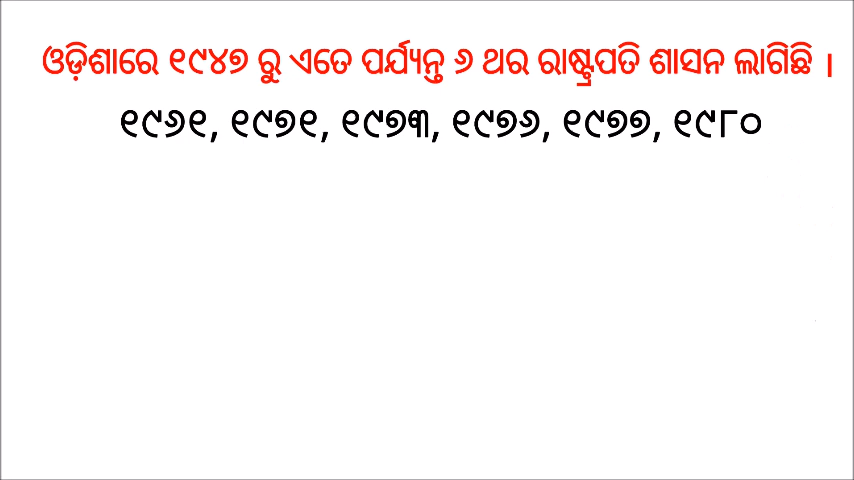 ଓଡ଼ିଶାରେ ୧୯୪୭ ରୁ ଏତେ ପର୍ଯ୍ୟନ୍ତ ୬ ଥର ରାଷ୍ଟ୍ରପତି ଶାସନ ଲାଗିଛି ।
୧୯୬୧, ୧୯୭୧, ୧୯୭୩, ୧୯୭୬, ୧୯୭୭, ୧୯୮୦